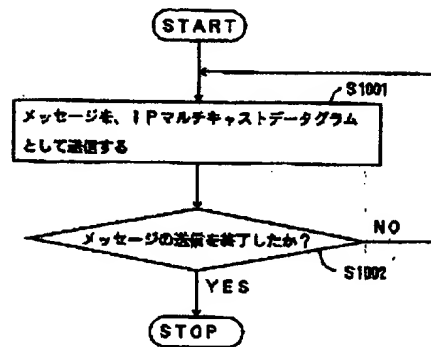 START
S1001
メッセージを、IPマルチキャストデータグラム
として送信する
メッセージの送信を終了したか?
NO
S1002
YES
STOP